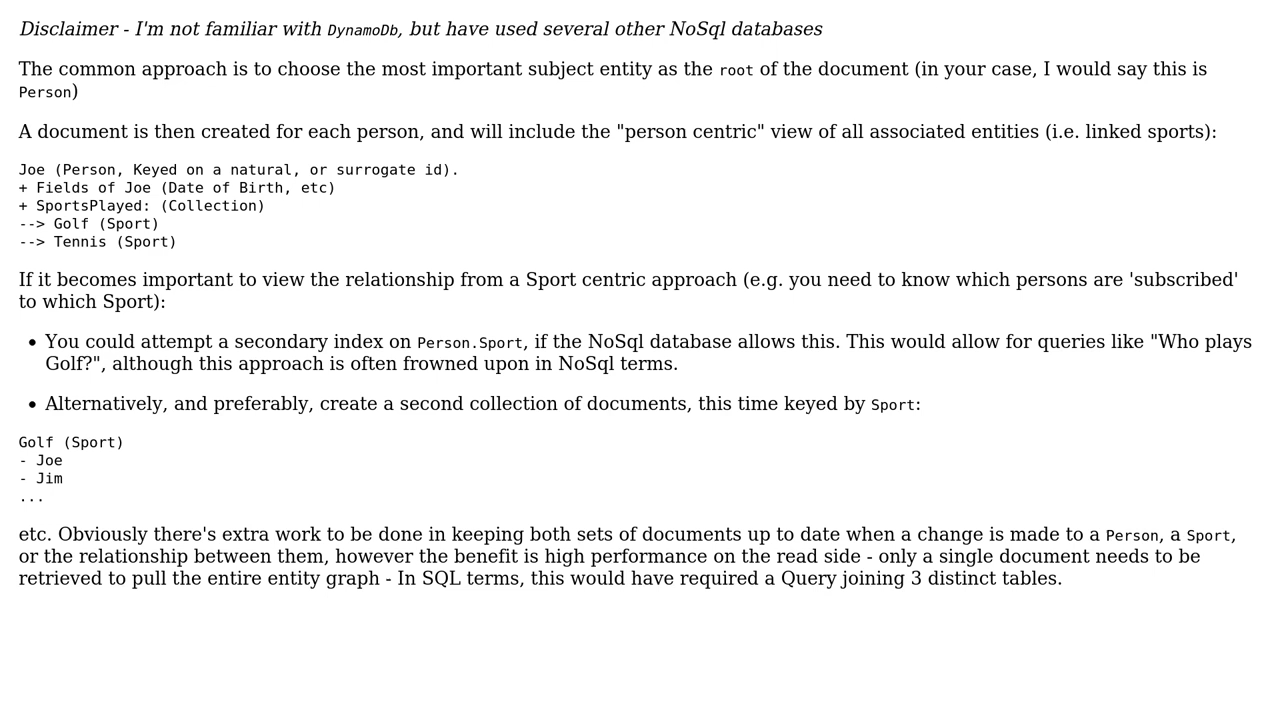 Disclaimer - I'm not familiar with DynamoDb, but have used several other NoSql databases
The common approach is to choose the most important subject entity as the root of the document (in your case, I would say this is
Person)
A document is then created for each person, and will include the "person centric" view of all associated entities (i.e. linked sports):
Joe (Person, Keyed on a natural, or surrogate id).
+ Fields of Joe (Date of Birth, etc)
+ SportsPlayed: (Collection)
--> Golf (Sport)
--> Tennis (Sport)
If it becomes important to view the relationship from a Sport centric approach (e.g. you need to know which persons are 'subscribed'
to which Sport):
• You could attempt a secondary index on Person.Sport, if the NoSql database allows this. This would allow for queries like "Who plays
Golf?", although this approach is often frowned upon in NoSql terms.
• Alternatively, and preferably, create a second collection of documents, this time keyed by Sport:
Golf (Sport)
- Joe
- Jim
...
etc. Obviously there's extra work to be done in keeping both sets of documents up to date when a change is made to a Person, a Sport,
or the relationship between them, however the benefit is high performance on the read side - only a single document needs to be
retrieved to pull the entire entity graph - In SQL terms, this would have required a Query joining 3 distinct tables.